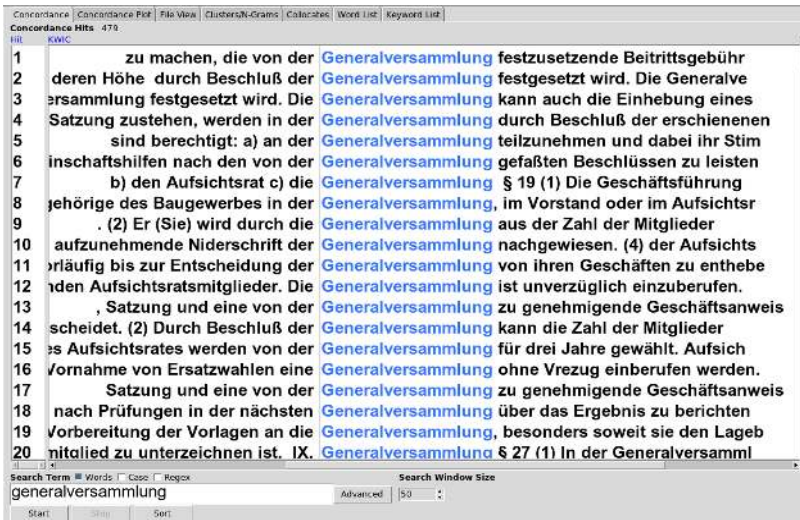 Concordance Concordance Plot File View Clusters/N-Grams Collocates Word List Keyword List
Concordance Hits 479
Hit KWIC
1 zu machen, die von der Generalversammlung festzusetzende Beitrittsgebühr
2 deren Höhe durch Beschluß der Generalversammlung festgesetzt wird. Die Generalve
3 ersammlung festgesetzt wird. Die Generalversammlung kann auch die Einhebung eines
4 Satzung zustehen, werden in der Generalversammlung durch Beschluß der erschienenen
5 sind berechtigt: a) an der Generalversammlung teilzunehmen und dabei ihr Stim
6 inschaftshilfen nach den von der Generalversammlung gefaßten Beschlüssen zu leisten
7 b) den Aufsichtsrat c) die Generalversammlung § 19 (1) Die Geschäftsführung
8 gehörige des Baugewerbes in der Generalversammlung, im Vorstand oder im Aufsichtsr
9 . (2) Er (Sie) wird durch die Generalversammlung aus der Zahl der Mitglieder
10 aufzunehmende Niderschrift der Generalversammlung nachgewiesen. (4) der Aufsichts
11 orläufig bis zur Entscheidung der Generalversammlung von ihren Geschäften zu enthebe
12 nden Aufsichtsratsmitglieder. Die Generalversammlung ist unverzüglich einzuberufen.
13 , Satzung und eine von der Generalversammlung zu genehmigende Geschäftsanweis
14 scheidet. (2) Durch Beschluß der Generalversammlung kann die Zahl der Mitglieder
15 es Aufsichtsrates werden von der Generalversammlung für drei Jahre gewählt. Aufsich
16 Vornahme von Ersatzwahlen eine Generalversammlung ohne Vrezug einberufen werden.
17 Satzung und eine von der Generalversammlung zu genehmigende Geschäftsanweis
18 nach Prüfungen in der nächsten Generalversammlung über das Ergebnis zu berichten
19 Vorbereitung der Vorlagen an die Generalversammlung, besonders soweit sie den Lageb
20 mitglied zu unterzeichnen ist. IX. Generalversammlung § 27 (1) In der Generalversamml
Search Term Words Case Regex Search Window Size
generalversammlung Advanced 50
Start Stop Sort